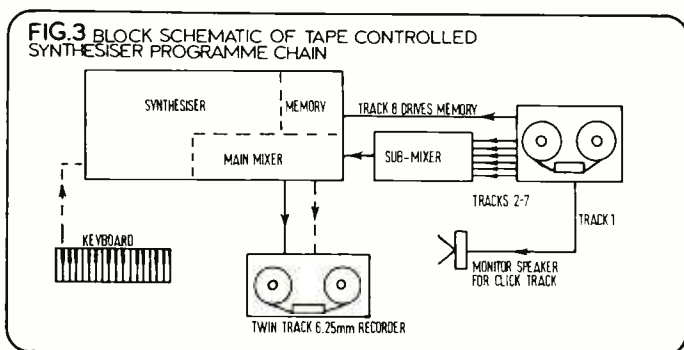 FIG.3 BLOCK SCHEMATIC OF TAPE CONTROLLED
SYNTHESISER PROGRAMME CHAIN
SYNTHESISER
MEMORY
TRACK 8 DRIVES MEMORY
MAIN MIXER
SUB-MIXER
TRACKS 2-7
TRACK 1
KEYBOARD
MONITOR SPEAKER
FOR CLICK TRACK
TWIN TRACK 6.25mm RECORDER